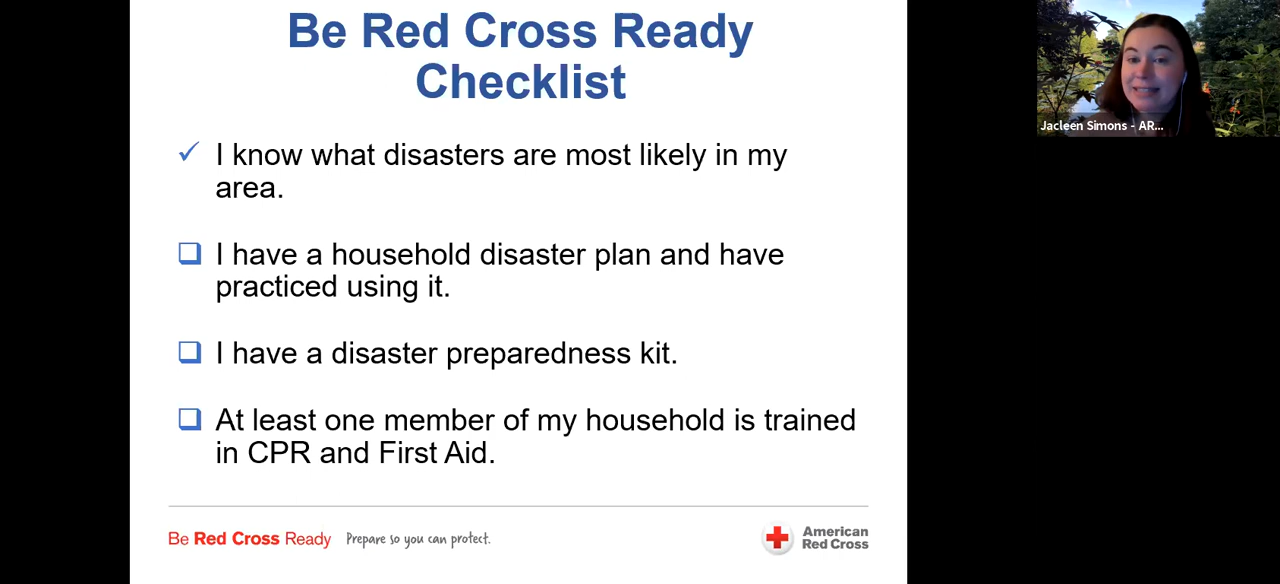 Be Red Cross Ready
Checklist
I know what disasters are most likely in my
area.
I have a household disaster plan and have
practiced using it.
I have a disaster preparedness kit.
At least one member of my household is trained
in CPR and First Aid.
Be Red Cross Ready Prepare so you can protect.
American
Red Cross
Jacleen Simons - AR...